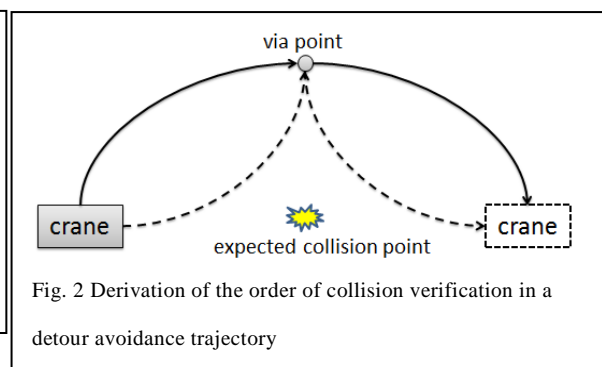 via point
crane
crane
expected collision point
Fig. 2 Derivation of the order of collision verification in a
detour avoidance trajectory